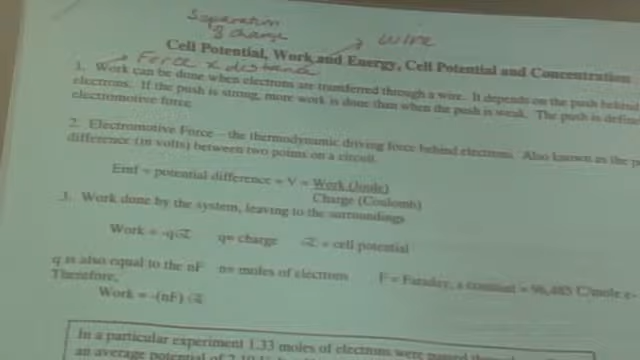 Separation
of charge
wire
Cell Potential, Work and Energy, Cell Potential and Concentration
Force x distance
1. Work can be done when electrons are transferred through a wire. It depends on the push behind
electrons. If the push is strong, more work is done than when the push is weak. The push is define
electromotive force
2. Electromotive Force – the thermodynamic driving force behind electrons. Also known as the p
difference (in volts) between two points on a circuit.
Emf = potential difference = V = Work (Joule)
Charge (Coulomb)
3. Work done by the system, leaving to the surroundings
Work = -qℰ q= charge ℰ = cell potential
q is also equal to the nF n= moles of electrons F = Faraday, a constant = 96,485 C/mole e-
Therefore,
Work = -(nF) ℰ
In a particular experiment 1.33 moles of electrons were
an average potential of 2.10 V